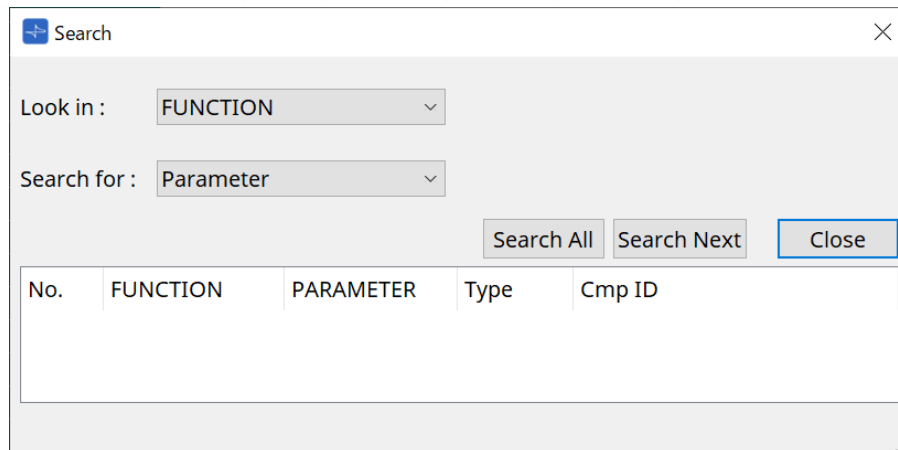 Search
Look in : FUNCTION
Search for : Parameter
Search All Search Next Close
No. FUNCTION PARAMETER Type Cmp ID